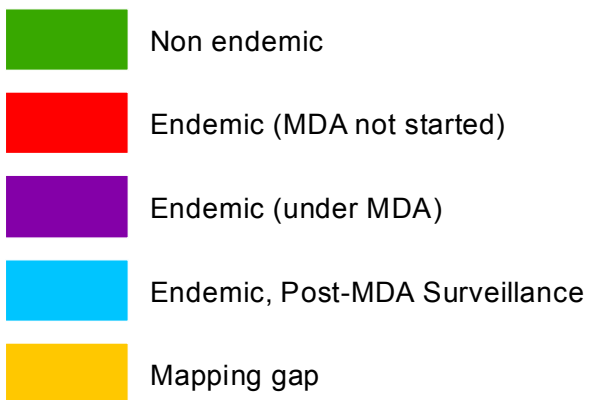 Non endemic
Endemic (MDA not started)
Endemic (under MDA)
Endemic, Post-MDA Surveillance
Mapping gap